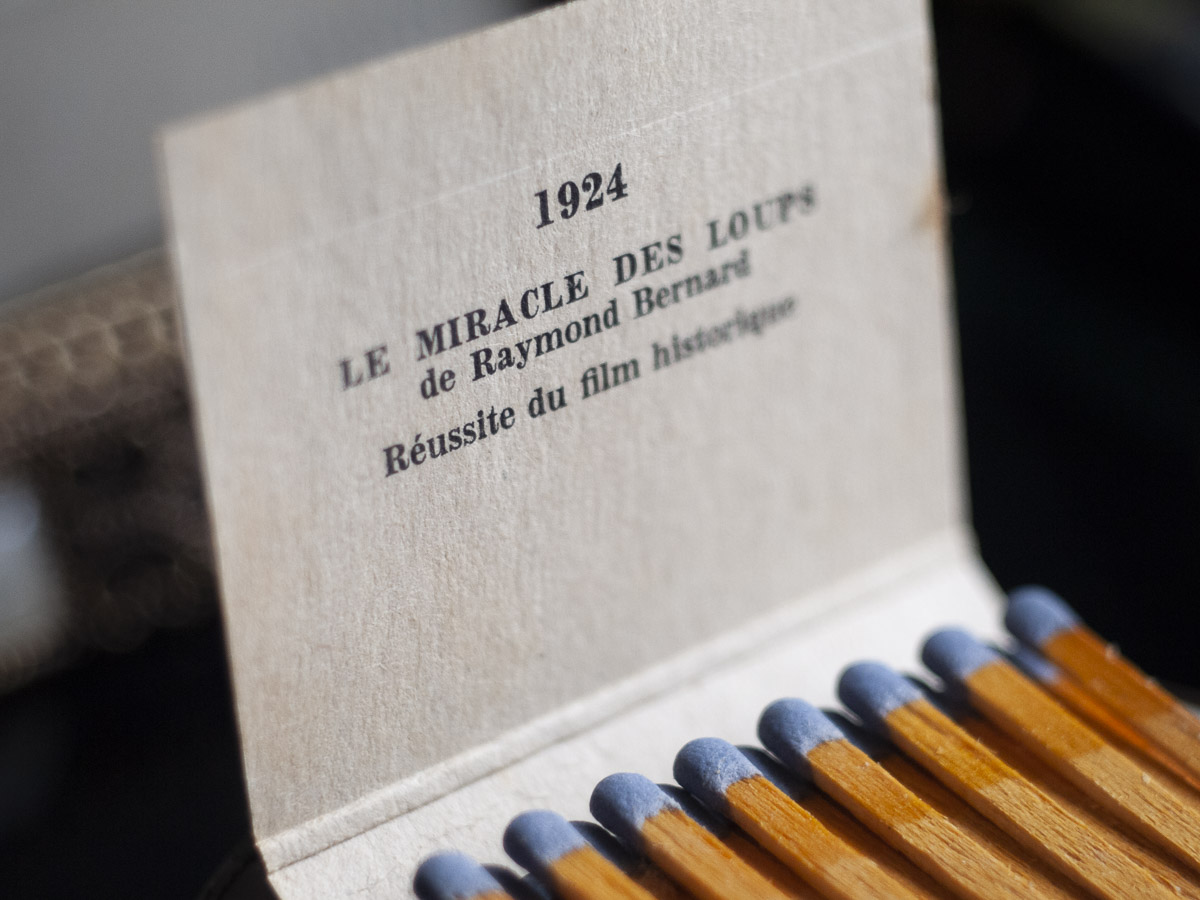 1924
LE MIRACLE DES LOUPS
de Raymond Bernard
Réussite du film historique